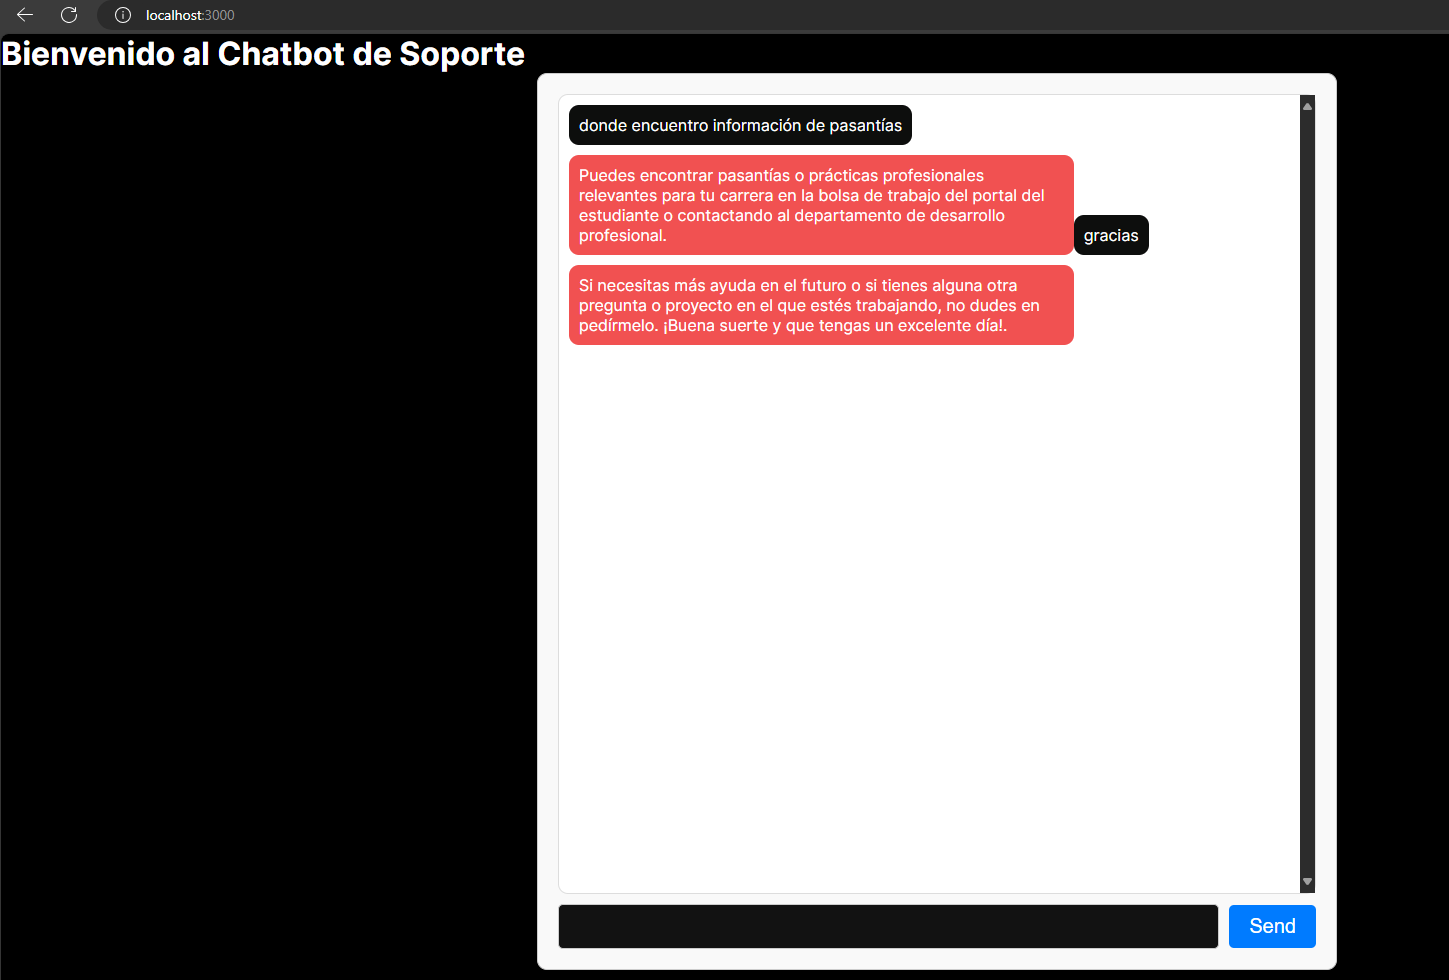 localhost:3000
Bienvenido al Chatbot de Soporte
donde encuentro información de pasantías
Puedes encontrar pasantías o prácticas profesionales
relevantes para tu carrera en la bolsa de trabajo del portal del
estudiante o contactando al departamento de desarrollo
profesional.
gracias
Si necesitas más ayuda en el futuro o si tienes alguna otra
pregunta o proyecto en el que estés trabajando, no dudes en
pedírmelo. ¡Buena suerte y que tengas un excelente día!.
Send